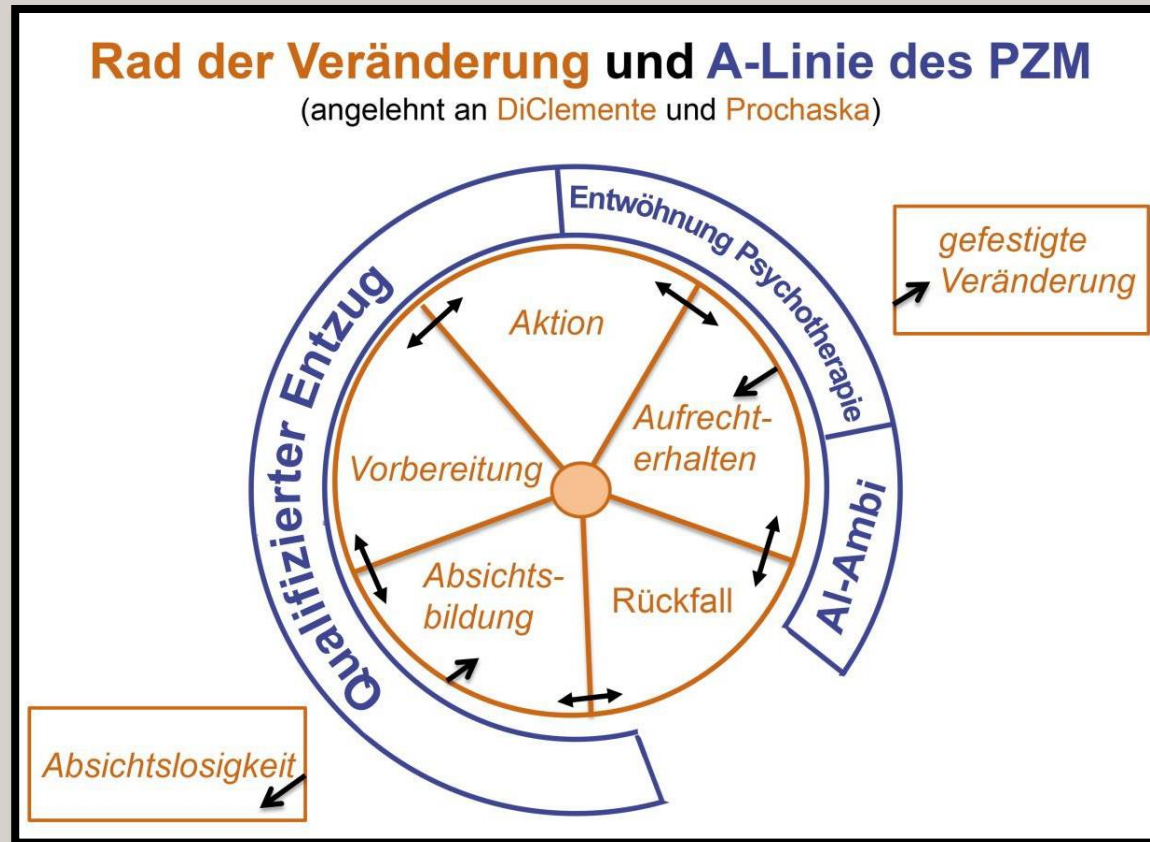 Rad der Veränderung und A-Linie des PZM
(angelehnt an DiClemente und Prochaska)
Entwöhnung Psychotherapie
gefestigte
Veränderung
Qualifizierter Entzug
Aktion
Aufrecht-
erhalten
Vorbereitung
Al-Ambi
Absichts-
bildung
Rückfall
Absichtslosigkeit